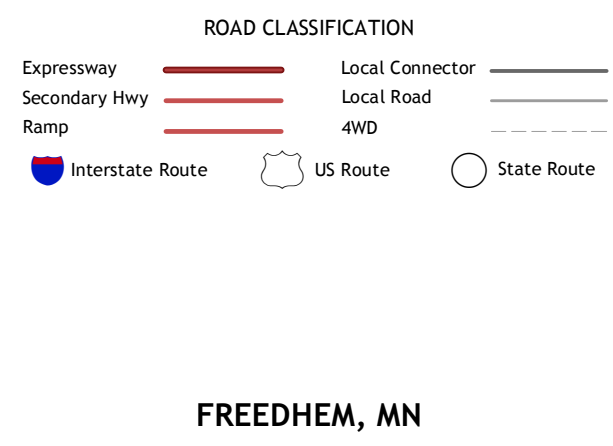 ROAD CLASSIFICATION
Expressway
Local Connector
Secondary Hwy
Local Road
Ramp
4WD
Interstate Route
US Route
State Route
FREEDHEM, MN